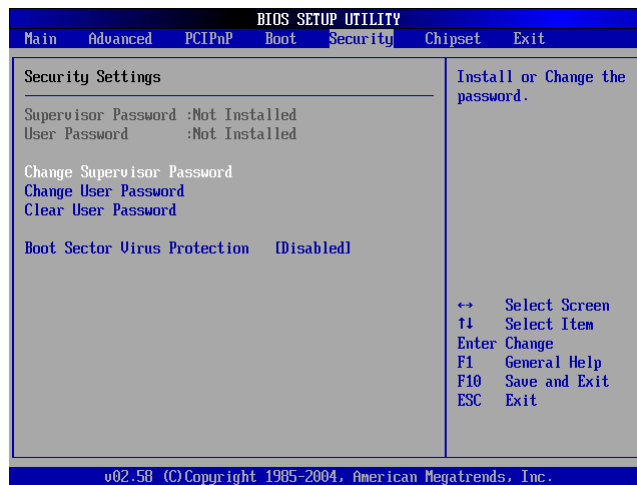 BIOS SETUP UTILITY
Main Advanced PCIPnP Boot Security Chipset Exit
Security Settings
Supervisor Password :Not Installed
User Password :Not Installed
Change Supervisor Password
Change User Password
Clear User Password
Boot Sector Virus Protection [Disabled]
Install or Change the
password.
↔ Select Screen
↑↓ Select Item
Enter Change
F1 General Help
F10 Save and Exit
ESC Exit
v02.58 (C)Copyright 1985-2004, American Megatrends, Inc.